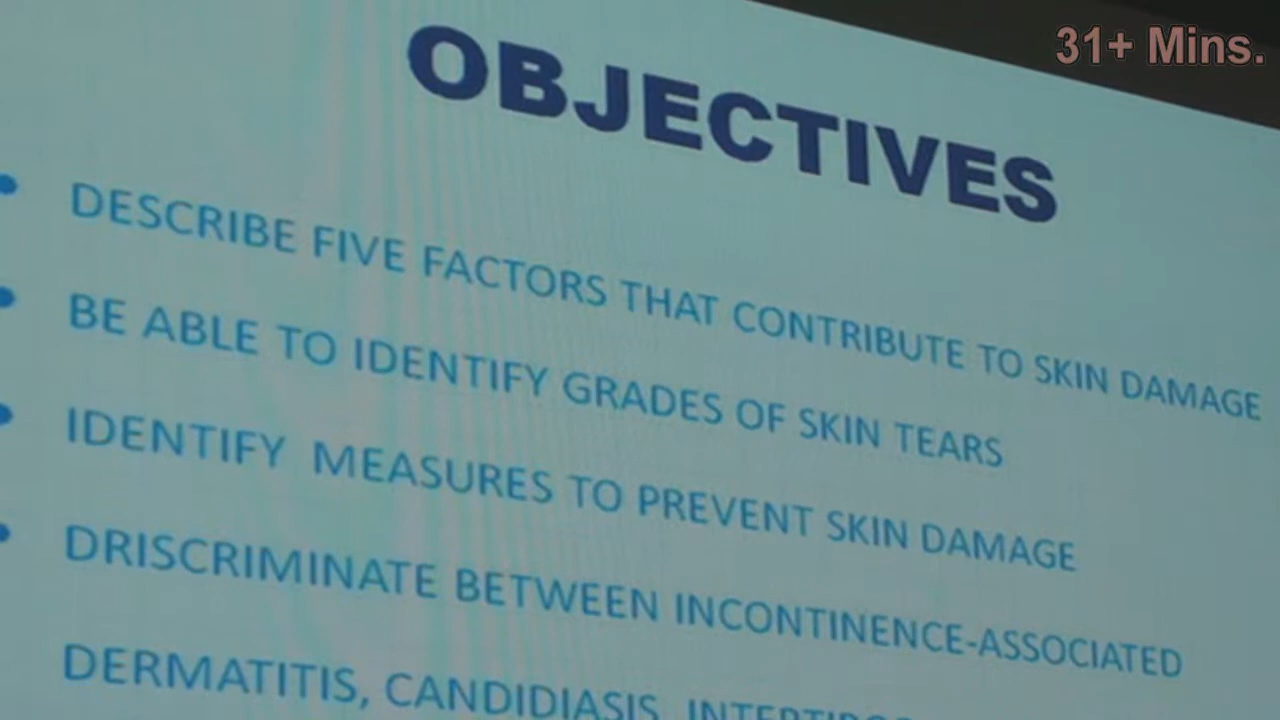 31+ Mins.
OBJECTIVES
• DESCRIBE FIVE FACTORS THAT CONTRIBUTE TO SKIN DAMAGE
• BE ABLE TO IDENTIFY GRADES OF SKIN TEARS
• IDENTIFY MEASURES TO PREVENT SKIN DAMAGE
• DRISCRIMINATE BETWEEN INCONTINENCE-ASSOCIATED
DERMATITIS, CANDIDIASIS,